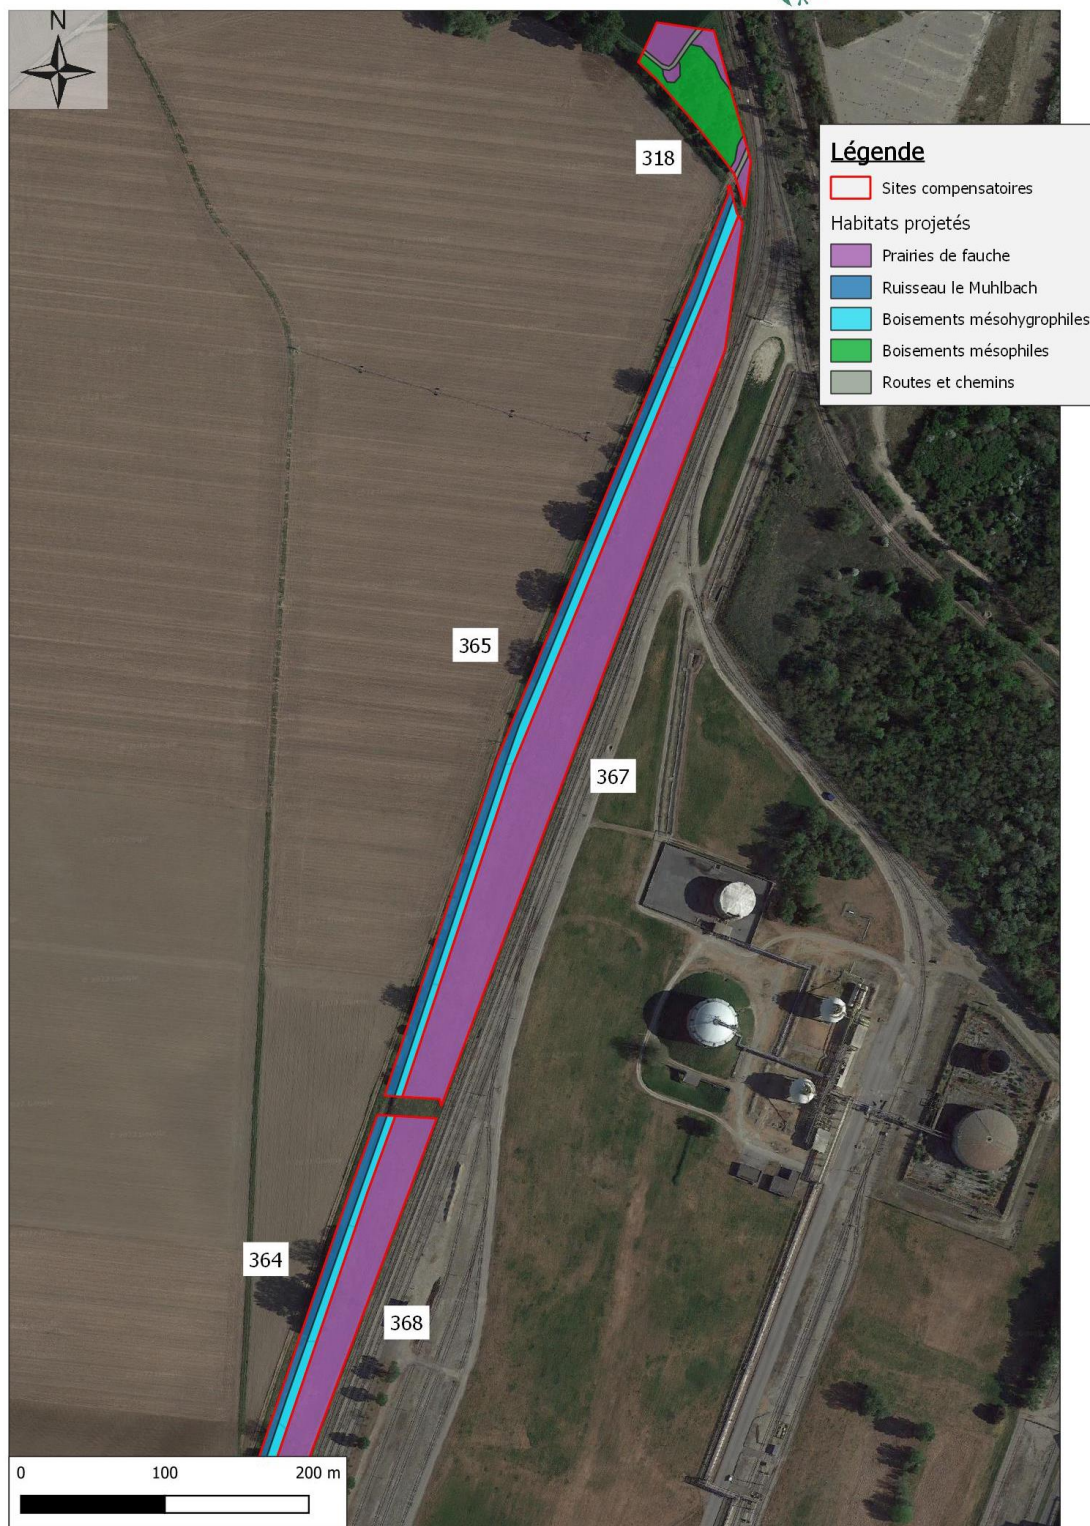 N
318
Légende
Sites compensatoires
Habitats projetés
Prairies de fauche
Ruisseau le Muhlbach
Boisements mésohygrophiles
Boisements mésophiles
Routes et chemins
365
367
364
368
0 100 200 m